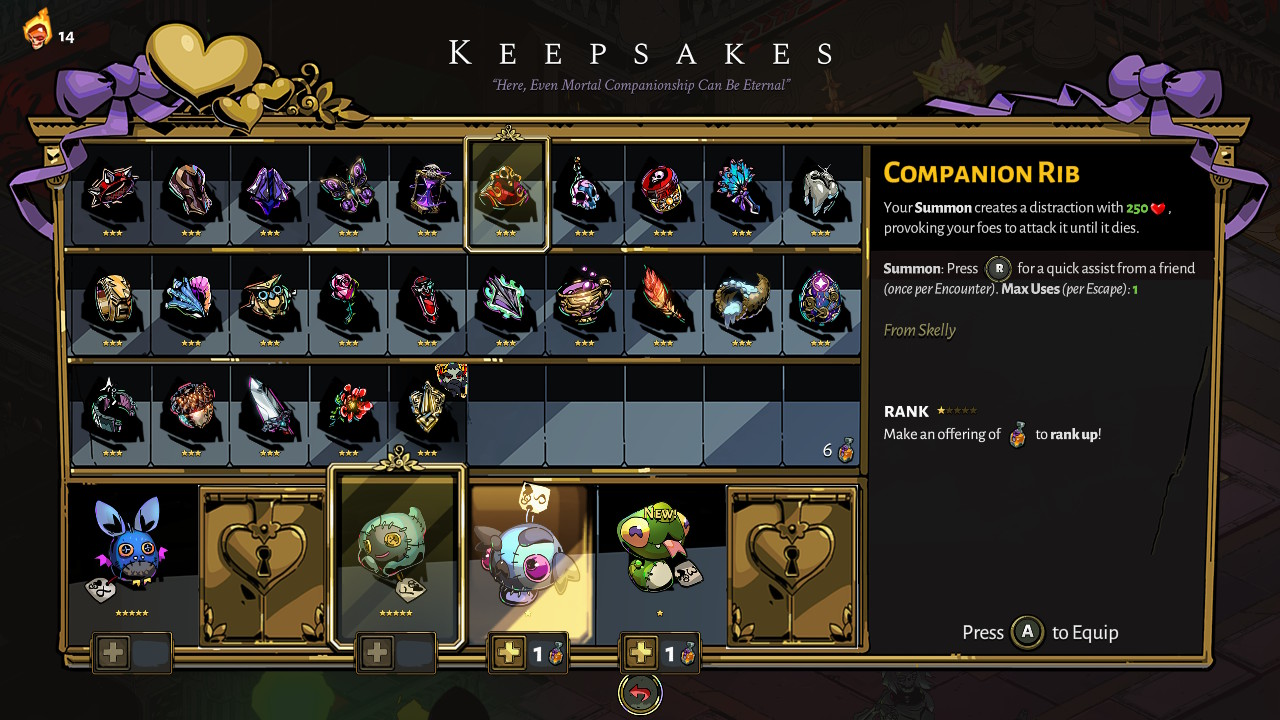 14
KEEPSAKES
"Here, Even Mortal Companionship Can Be Eternal"
COMPANION RIB
Your Summon creates a distraction with 250 ,
provoking your foes to attack it until it dies.
Summon: Press R for a quick assist from a friend
(once per Encounter). Max Uses (per Escape): 1
From Skelly
RANK
Make an offering of to rank up!
6
NEW!
1
1
Press A to Equip